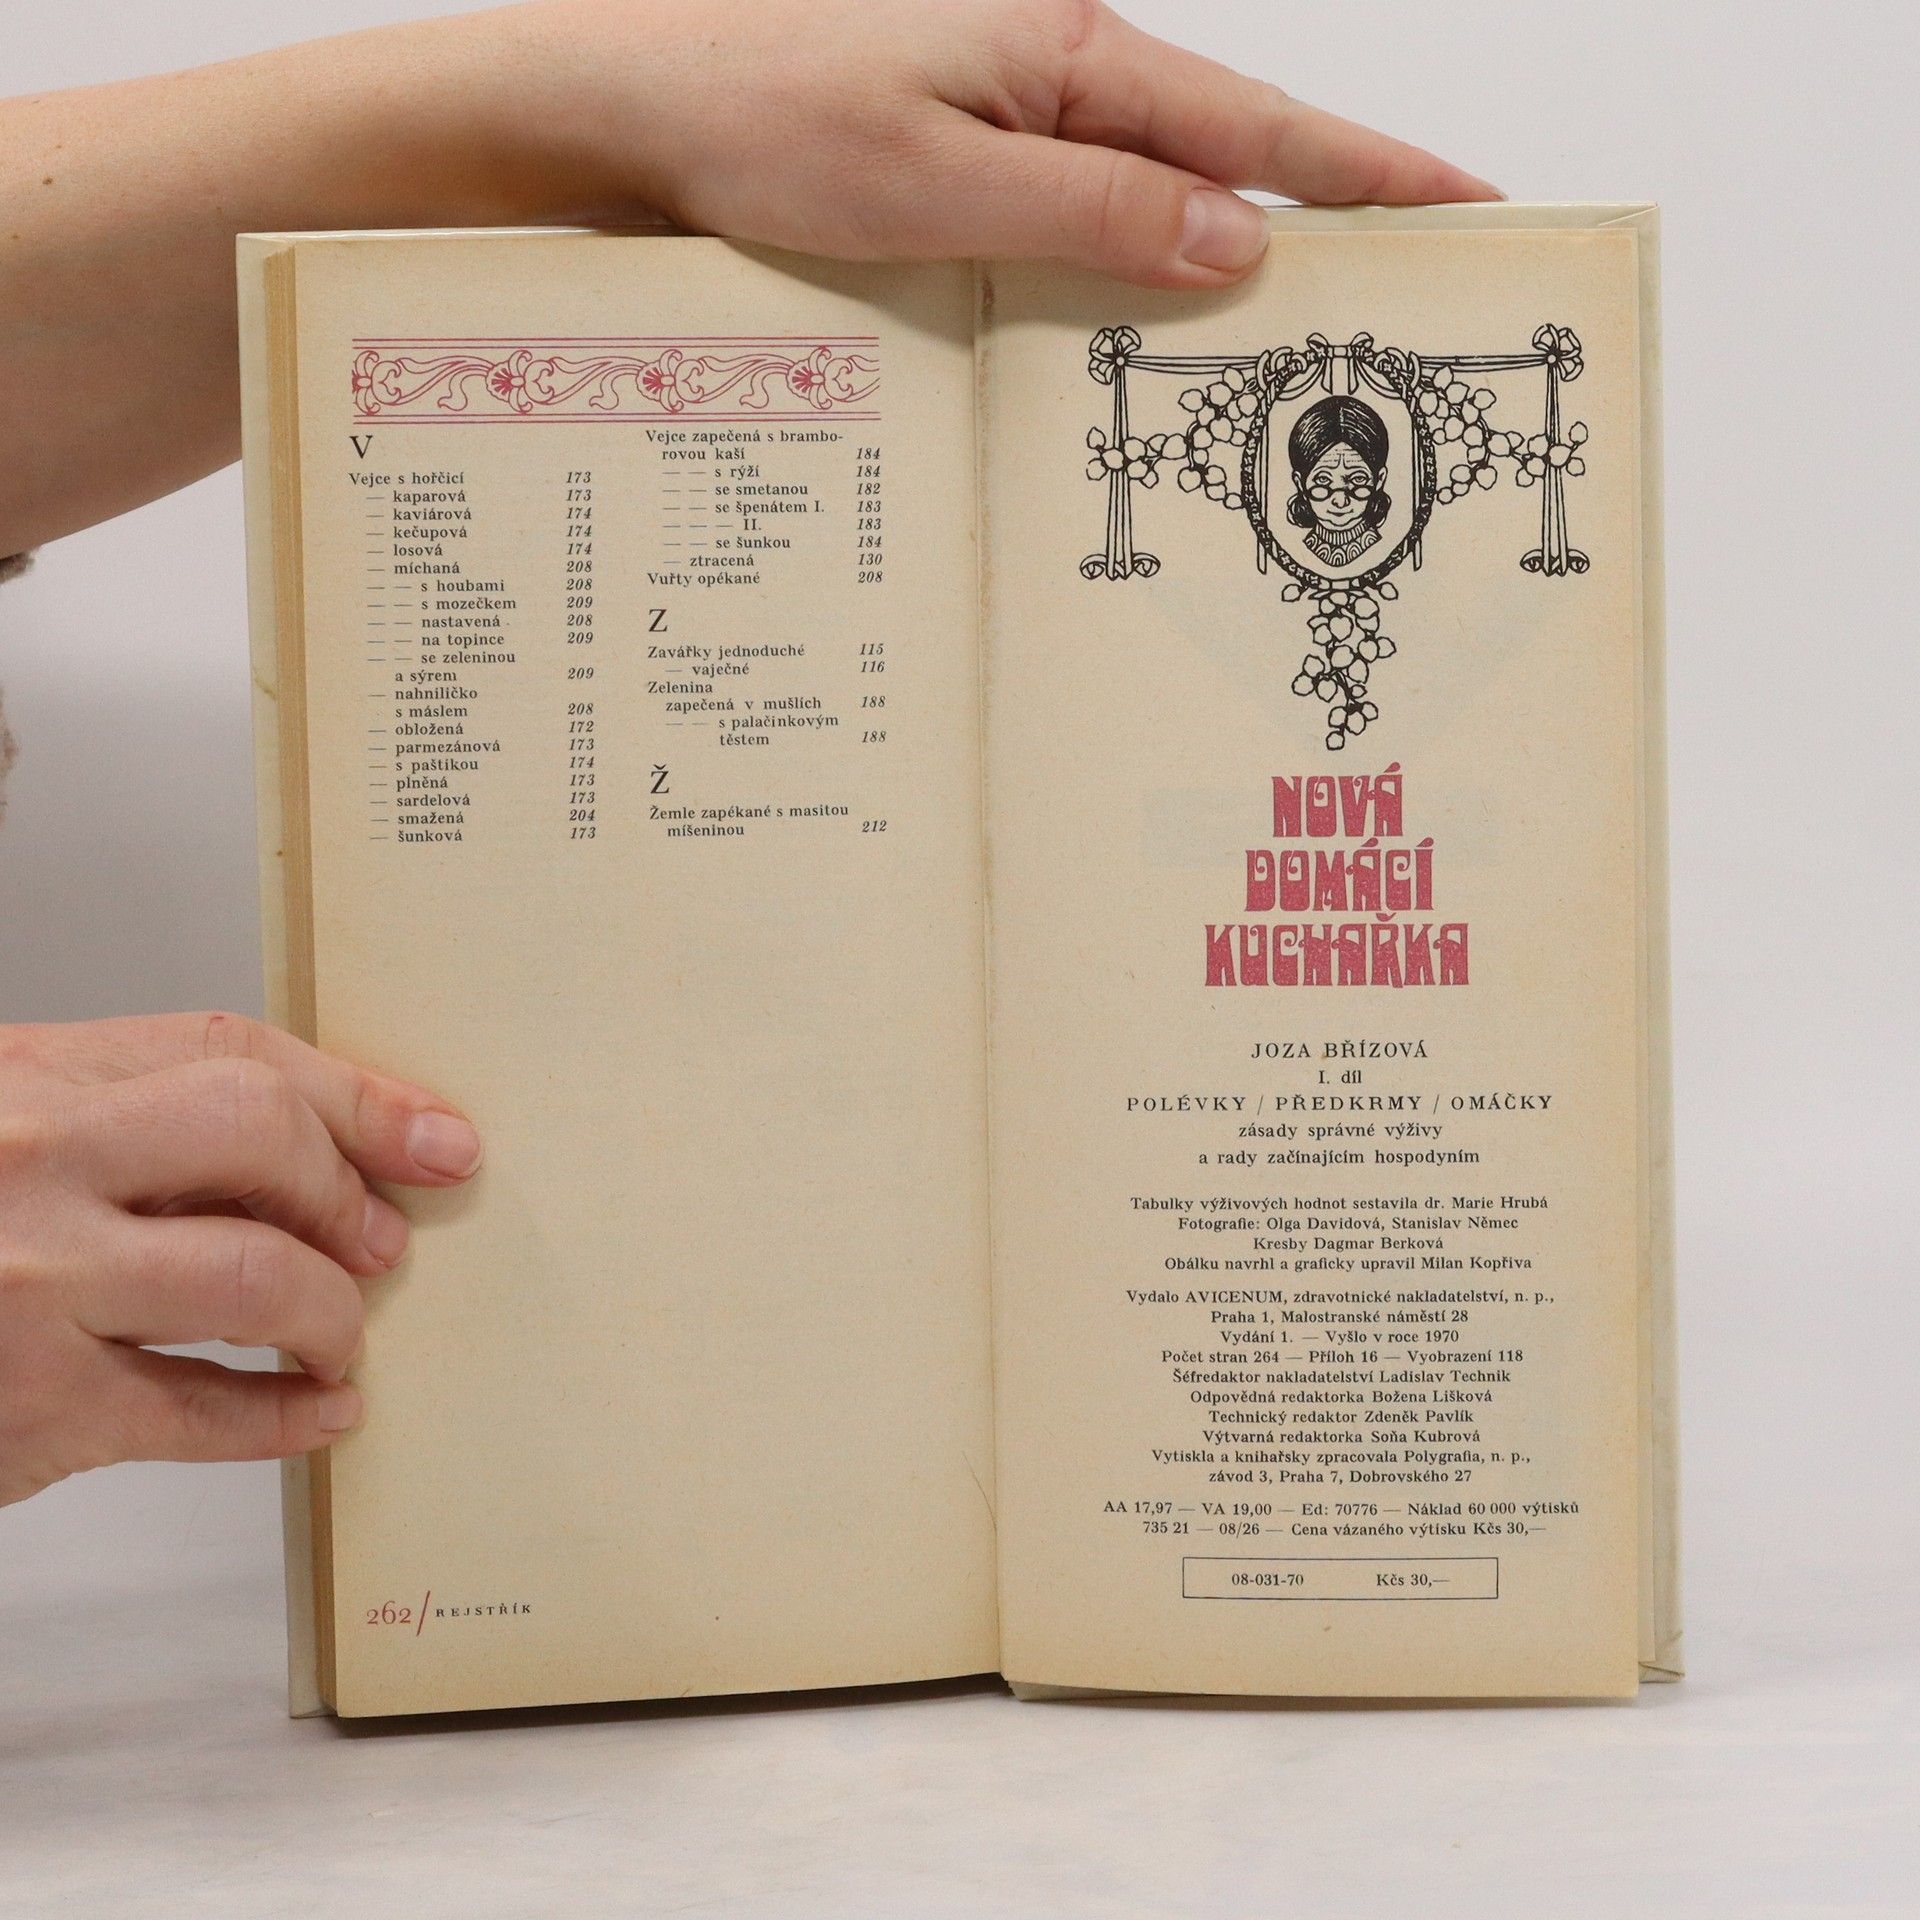 V
Vejce s hořčicí 173
— kaparová 173
— kaviárová 174
— kečupová 174
— losová 174
— míchaná 208
— — s houbami 208
— — s mozečkem 209
— — nastavená 208
— — na topince 209
— — se zeleninou
a sýrem 209
— nahniličko
s máslem 208
— obložená 172
— parmezánová 173
— s paštikou 174
— plněná 173
— sardelová 173
— smažená 204
— šunková 173
Vejce zapečená s brambo-
rovou kaší 184
— — s rýží 184
— — se smetanou 182
— — se špenátem I. 183
— — — II. 183
— — se šunkou 184
— ztracená 130
Vuřty opékané 208
Z
Zavářky jednoduché 115
— vaječné 116
Zelenina
zapečená v mušlích 188
— — s palačinkovým
těstem 188
Ž
Žemle zapékané s masitou
míšeninou 212
262/REJSTŘÍK
NOVÁ
DOMÁCÍ
KUCHAŘKA
JOZA BŘÍZOVÁ
I. díl
POLÉVKY / PŘEDKRMY / OMÁČKY
zásady správné výživy
a rady začínajícím hospodyním
Tabulky výživových hodnot sestavila dr. Marie Hrubá
Fotografie: Olga Davidová, Stanislav Němec
Kresby Dagmar Berková
Obálku navrhl a graficky upravil Milan Kopřiva
Vydalo AVICENUM, zdravotnické nakladatelství, n. p.,
Praha 1, Malostranské náměstí 28
Vydání 1. — Vyšlo v roce 1970
Počet stran 264 — Příloh 16 — Vyobrazení 118
Šéfredaktor nakladatelství Ladislav Technik
Odpovědná redaktorka Božena Lišková
Technický redaktor Zdeněk Pavlík
Výtvarná redaktorka Soňa Kubrová
Vytiskla a knihařsky zpracovala Polygrafia, n. p.,
závod 3, Praha 7, Dobrovského 27
AA 17,97 — VA 19,00 — Ed: 70776 — Náklad 60 000 výtisků
735 21 — 08/26 — Cena vázaného výtisku Kčs 30,—
08-031-70 Kčs 30,—